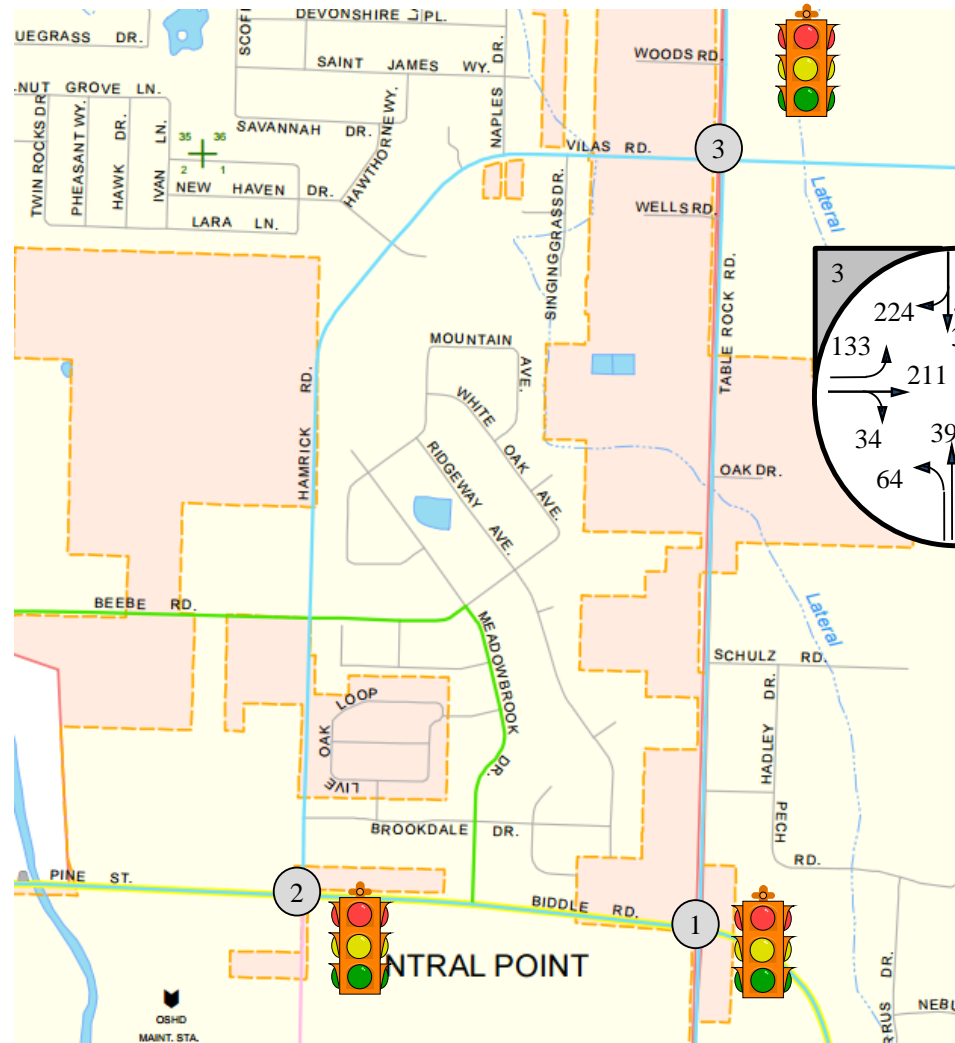 DEVONSHIRE PL.
UEGRASS DR.
SCOF
SAINT JAMES WY.
NAPLES DR.
WOODS RD.
NUT GROVE LN.
SAVANNAH DR.
HAWTHORNE WY.
TWIN ROCKS DR.
PHEASANT WY.
HAWK DR.
IVAN LN.
35 36
2 1
NEW HAVEN DR.
LARA LN.
VILAS RD.
3
SINGINGRASS DR.
WELLS RD.
Lateral
TABLE ROCK RD.
3
224
133
211
34
39
64
MOUNTAIN AVE.
WHITE OAK AVE.
RIDGEWAY AVE.
HAMRICK RD.
OAK DR.
BEEBE RD.
MEADOWBROOK DR.
Lateral
SCHULZ RD.
HADLEY DR.
LIVE OAK LOOP
BROOKDALE DR.
PECH RD.
PINE ST.
2
BIDDLE RD.
1
NTRAL POINT
OSHD
MAINT. STA.
RRUS DR.
NEBU